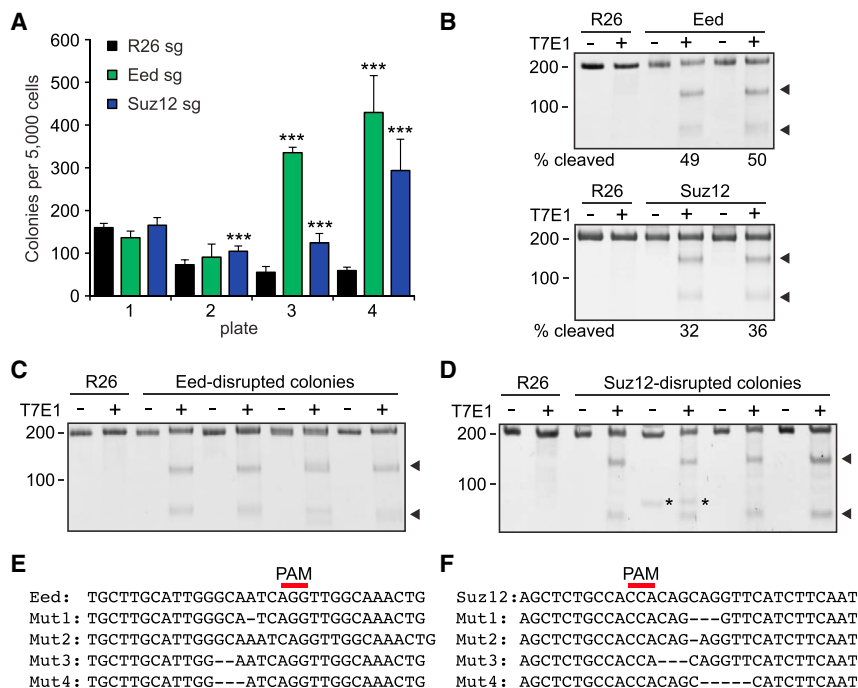 A
Colonies per 5,000 cells
600
500
400
300
200
100
0
R26 sg
Eed sg
Suz12 sg
***
***
***
***
***
1 2 3 4
plate
B
R26 Eed
T7E1 - + - + - +
200 -
100 -
% cleaved 49 50
R26 Suz12
T7E1 - + - + - +
200 -
100 -
% cleaved 32 36
C
R26 Eed-disrupted colonies
T7E1 - + - + - + - + - +
200 -
100 -
D
R26 Suz12-disrupted colonies
T7E1 - + - + - + - + - +
200 -
100 -
* *
E
PAM
Eed: TGCTTGCATTGGGCAATCAGGTTGGCAAACTG
Mut1: TGCTTGCATTGGGCA-TCAGGTTGGCAAACTG
Mut2: TGCTTGCATTGGGCAAATCAGGTTGGCAAACTG
Mut3: TGCTTGCATTGG--AATCAGGTTGGCAAACTG
Mut4: TGCTTGCATTGGG--ATCAGGTTGGCAAACTG
F
PAM
Suz12: AGCTCTGCCACCACAGCAGGTTCATCTTCAAT
Mut1: AGCTCTGCCACCACAG---GTTCATCTTCAAT
Mut2: AGCTCTGCCACCACAG-AGGTTCATCTTCAAT
Mut3: AGCTCTGCCACCA---CAGGTTCATCTTCAAT
Mut4: AGCTCTGCCACCACAGC-----CATCTTCAAT